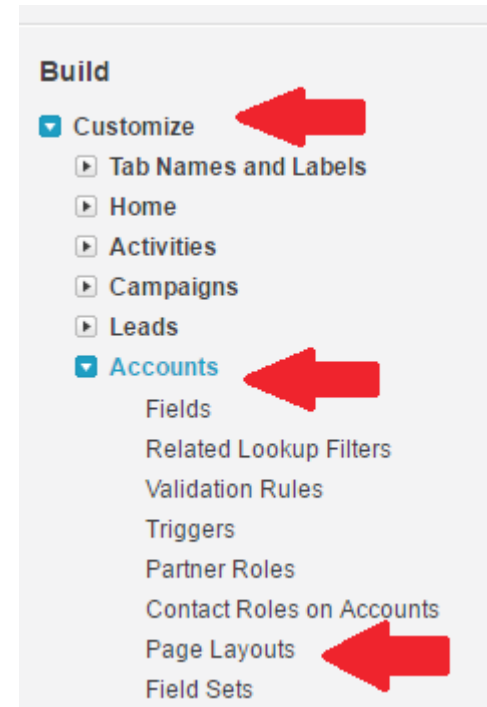 Build
Customize
Tab Names and Labels
Home
Activities
Campaigns
Leads
Accounts
Fields
Related Lookup Filters
Validation Rules
Triggers
Partner Roles
Contact Roles on Accounts
Page Layouts
Field Sets